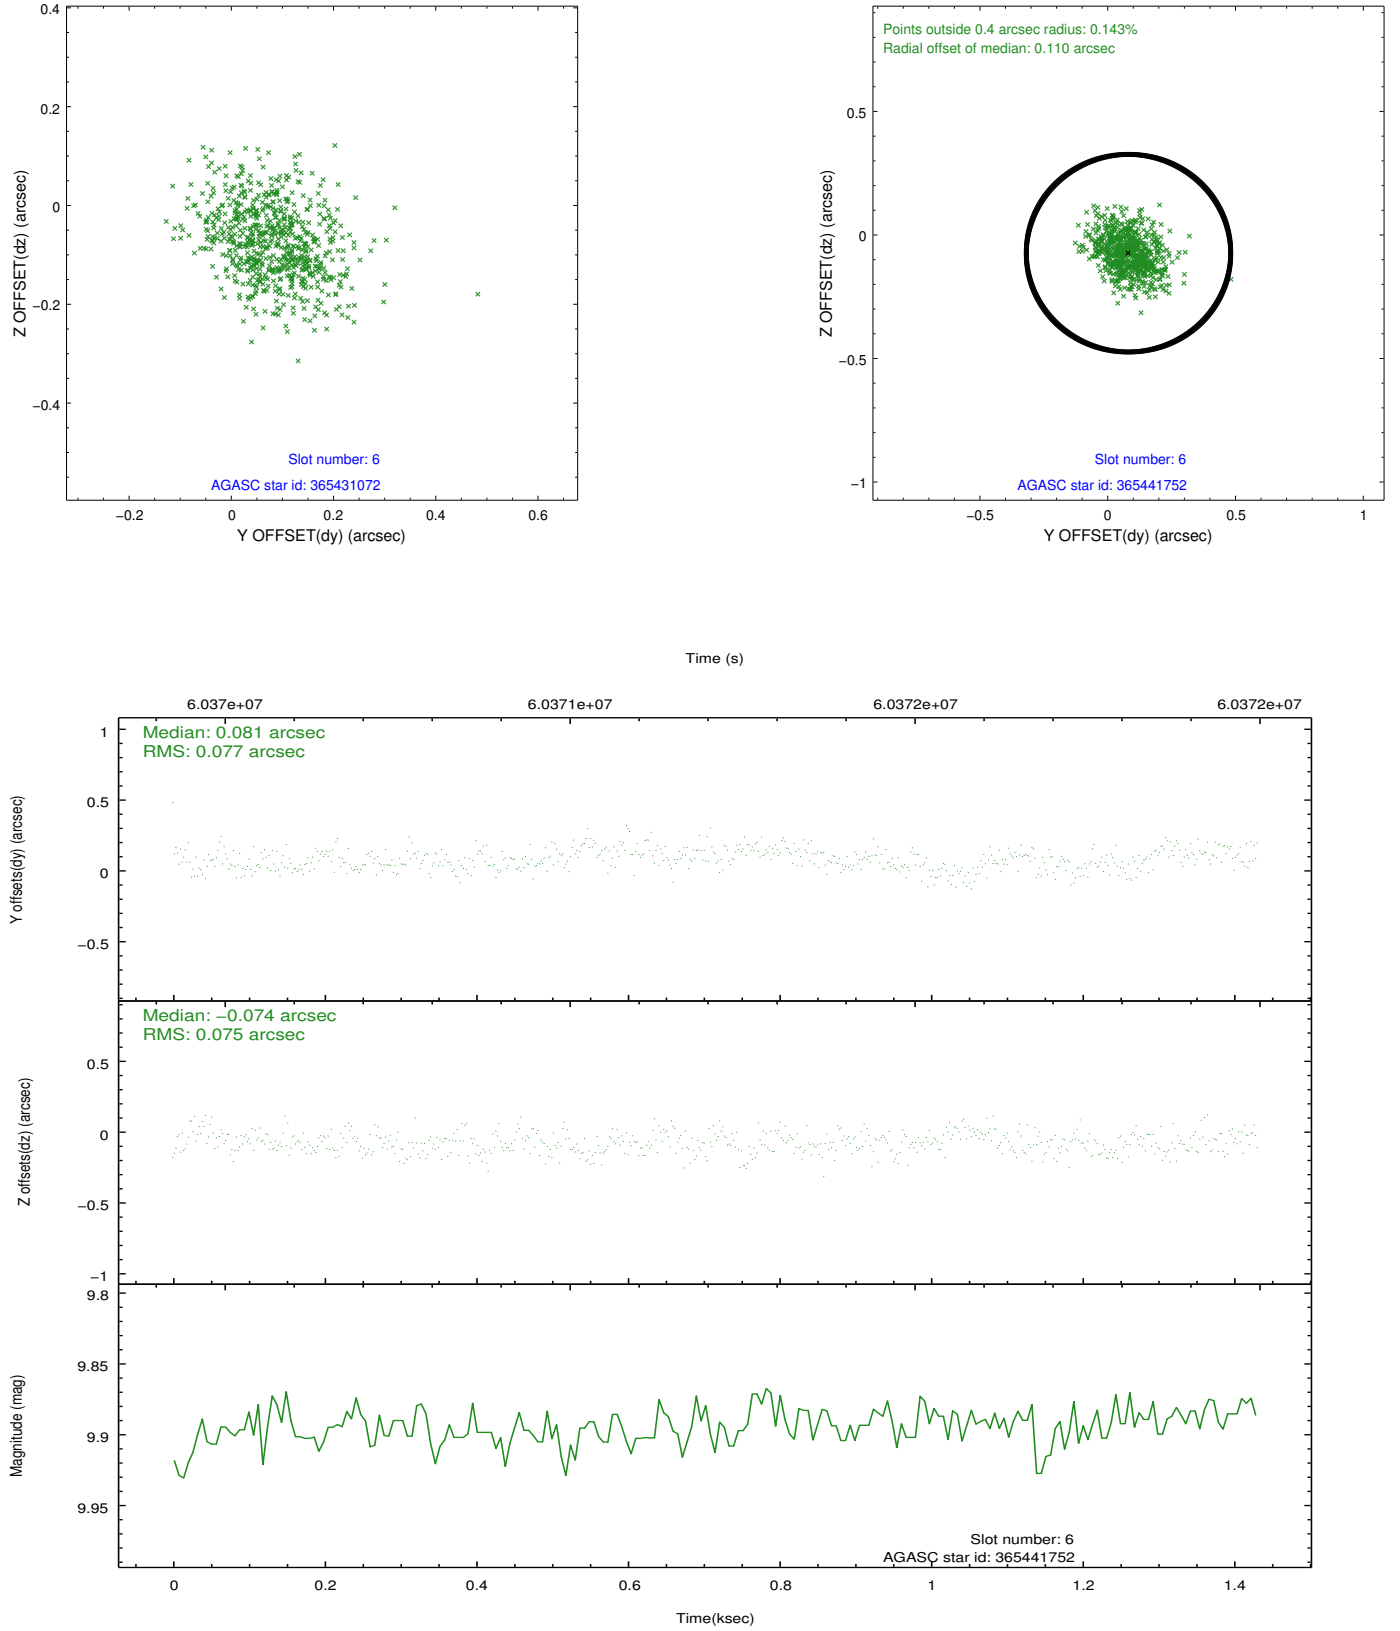 0.4
0.2
0
−0.2
−0.4
Z OFFSET(dz) (arcsec)
Slot number: 6
AGASC star id: 365431072
−0.2
0
0.2
0.4
0.6
Y OFFSET(dy) (arcsec)
Points outside 0.4 arcsec radius: 0.143%
Radial offset of median: 0.110 arcsec
0.5
0
−0.5
−1
Z OFFSET(dz) (arcsec)
Slot number: 6
AGASC star id: 365441752
−0.5
0
0.5
1
Y OFFSET(dy) (arcsec)
Time (s)
6.037e+07
6.0371e+07
6.0372e+07
6.0372e+07
Median: 0.081 arcsec
RMS: 0.077 arcsec
1
0.5
0
−0.5
Y offsets(dy) (arcsec)
Median: −0.074 arcsec
RMS: 0.075 arcsec
0.5
0
−0.5
−1
Z offsets(dz) (arcsec)
9.8
9.85
9.9
9.95
Magnitude (mag)
Slot number: 6
AGASC star id: 365441752
0
0.2
0.4
0.6
0.8
1
1.2
1.4
Time(ksec)